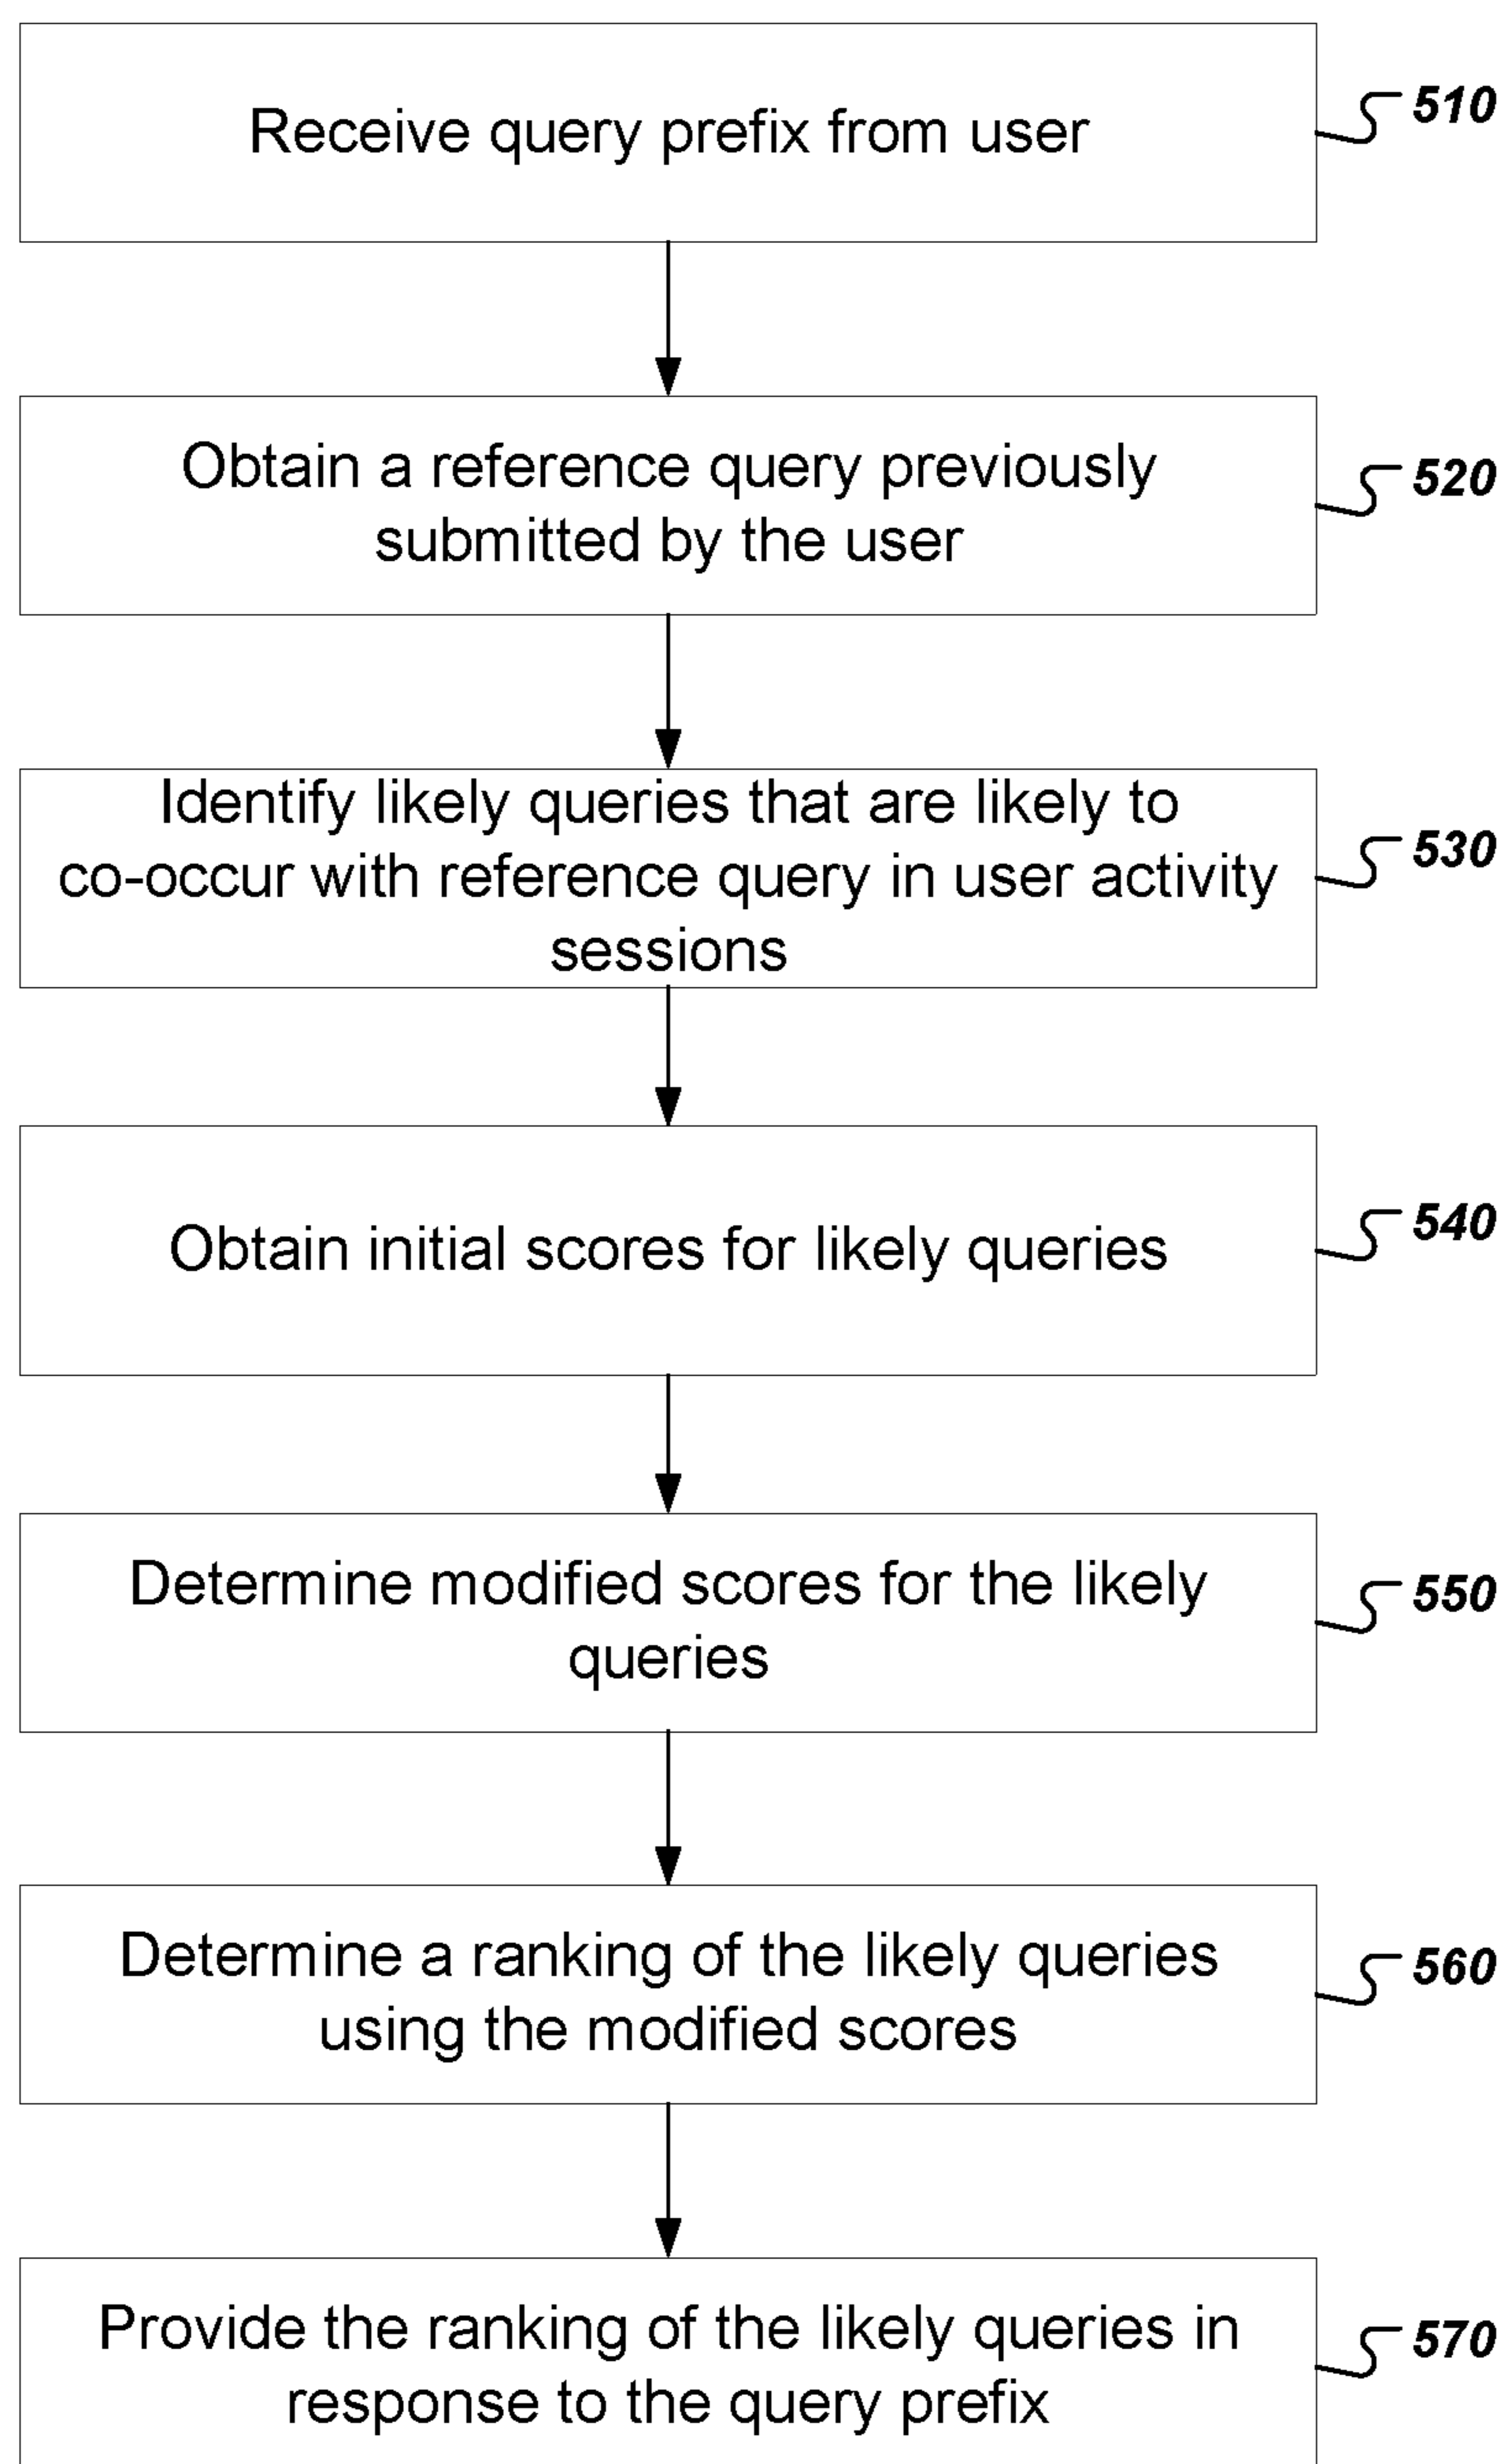 Receive query prefix from user
510
Obtain a reference query previously
submitted by the user
520
Identify likely queries that are likely to
co-occur with reference query in user activity
sessions
530
Obtain initial scores for likely queries
540
Determine modified scores for the likely
queries
550
Determine a ranking of the likely queries
using the modified scores
560
Provide the ranking of the likely queries in
response to the query prefix
570